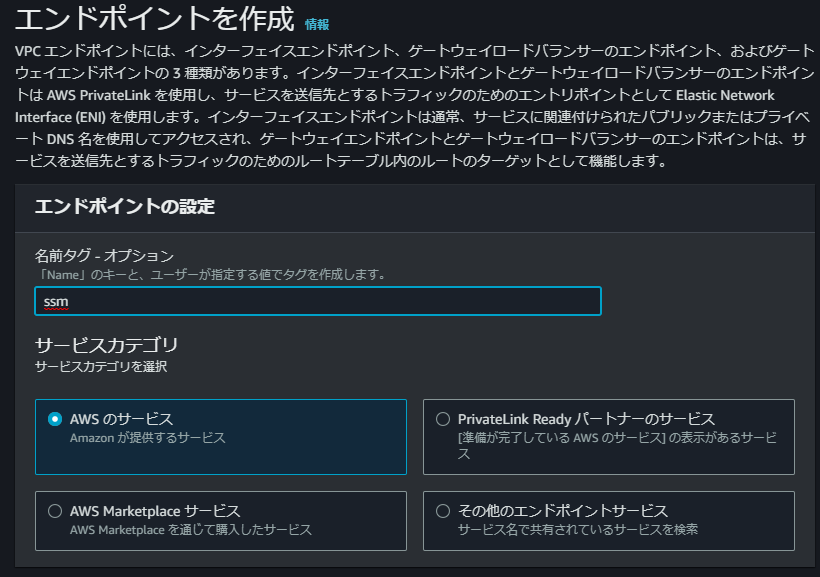 エンドポイントを作成 情報
VPC エンドポイントには、インターフェイスエンドポイント、ゲートウェイロードバランサーのエンドポイント、およびゲート
ウェイエンドポイントの 3 種類があります。インターフェイスエンドポイントとゲートウェイロードバランサーのエンドポイン
トは AWS PrivateLink を使用し、サービスを送信先とするトラフィックのためのエントリポイントとして Elastic Network
Interface (ENI) を使用します。インターフェイスエンドポイントは通常、サービスに関連付けられたパブリックまたはプライベ
ート DNS 名を使用してアクセスされ、ゲートウェイエンドポイントとゲートウェイロードバランサーのエンドポイントは、サ
ービスを送信先とするトラフィックのためのルートテーブル内のルートのターゲットとして機能します。
エンドポイントの設定
名前タグ - オプション
「Name」のキーと、ユーザーが指定する値でタグを作成します。
ssm
サービスカテゴリ
サービスカテゴリを選択
AWS のサービス
Amazon が提供するサービス
PrivateLink Ready パートナーのサービス
[準備が完了している AWS のサービス] の表示があるサービ
ス
AWS Marketplace サービス
AWS Marketplace を通じて購入したサービス
その他のエンドポイントサービス
サービス名で共有されているサービスを検索